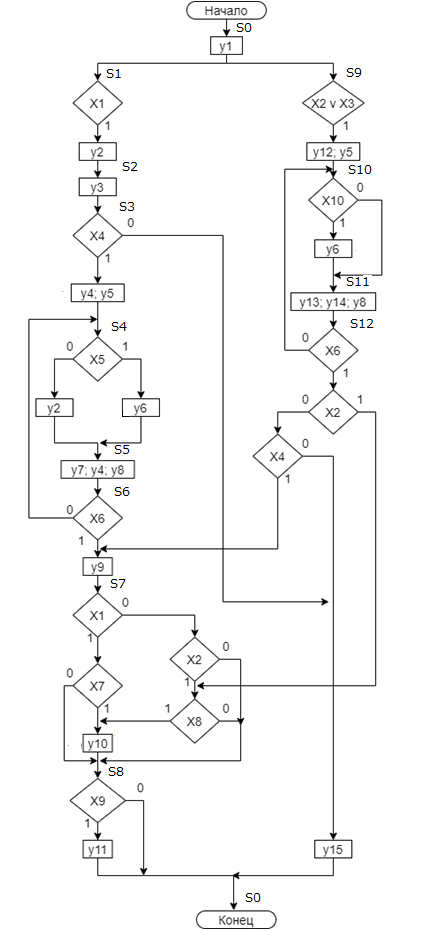 Начало
S0
y1
S1
S9
X1
X2 v X3
1
1
y2
y12; y5
S2
S10
y3
X10
0
S3
1
X4
0
y6
1
S11
y4; y5
y13; y14; y8
S4
S12
0
X5
1
0
X6
1
y2
y6
0
X2
1
S5
X4
0
y7; y4; y8
1
S6
0
X6
1
y9
S7
X1
0
1
X2
0
0
X7
1
1
1
X8
0
y10
S8
X9
0
1
y11
y15
S0
Конец